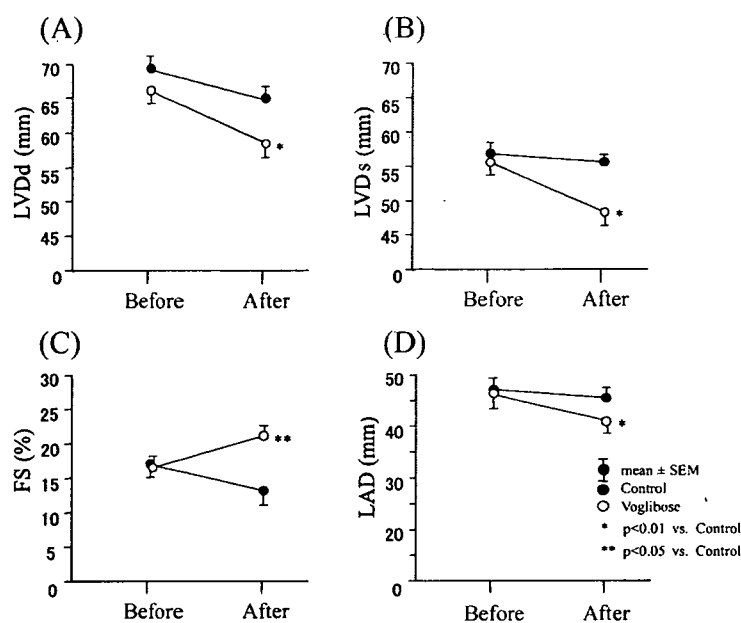 (A)
LVDd (mm)
70
65
60
55
50
45
0
*
Before After
(B)
LVDs (mm)
70
65
60
55
50
45
0
*
Before After
(C)
FS (%)
30
25
20
15
10
5
0
**
Before After
(D)
LAD (mm)
50
40
30
20
0
*
mean ± SEM
Control
Voglibose
* p<0.01 vs. Control
** p<0.05 vs. Control
Before After